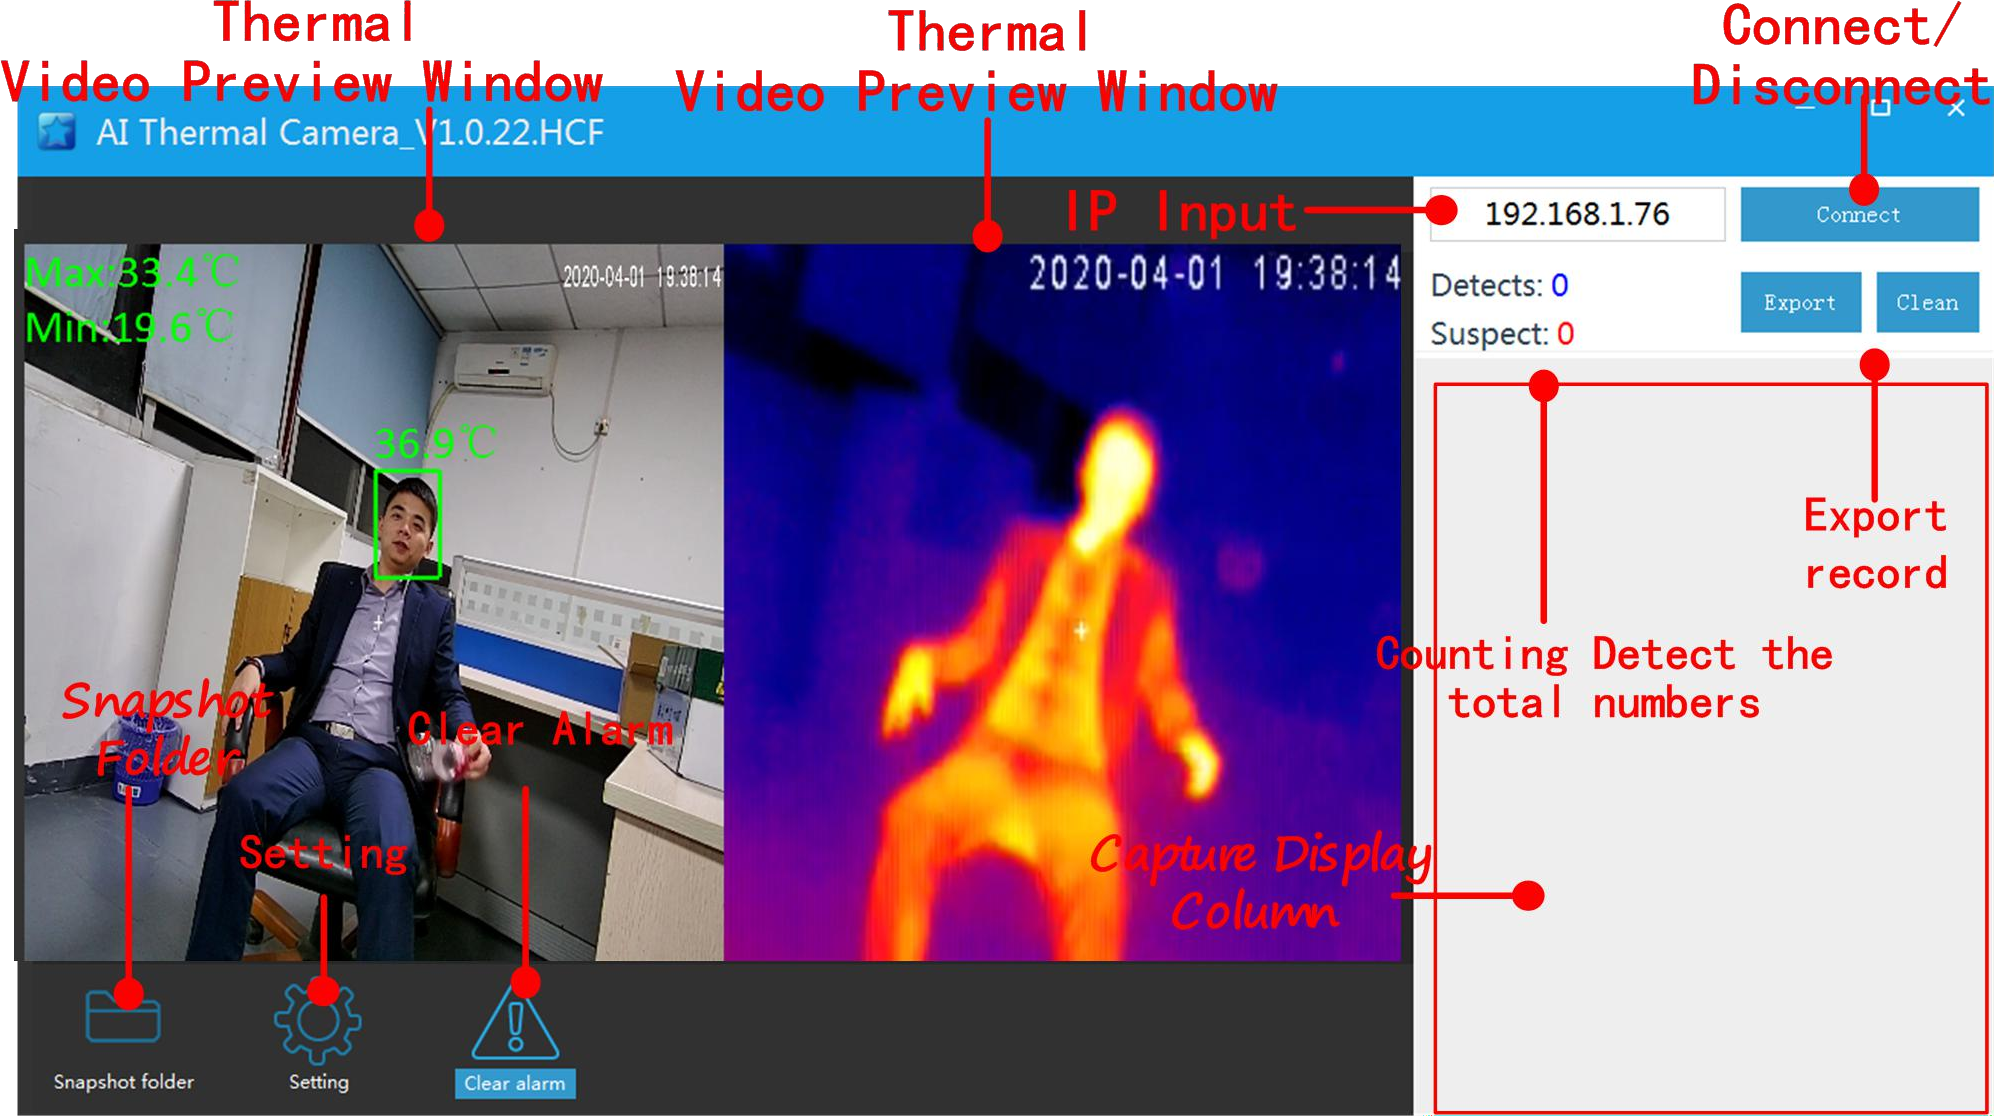 Thermal
Video Preview Window
Thermal
Video Preview Window
Connect/
Disconnect
AI Thermal Camera_V1.0.22.HCF
IP Input
192.168.1.76
Connect
Max:33.4℃
Min:19.6℃
2020-04-01 19:38:14
2020-04-01 19:38:14
Detects: 0
Suspect: 0
Export
Clean
36.9℃
Export
record
Counting Detect the
total numbers
Snapshot
Folder
Clear Alarm
Setting
Capture Display
Column
Snapshot folder
Setting
Clear alarm